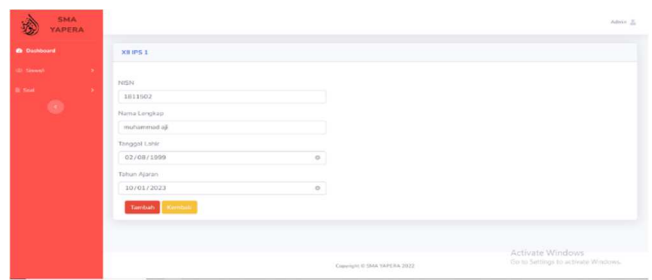 SMA
YAPERA
Admin
Dashboard
XII IPS 1
Siswa/i
Soal
NISN
1811502
Nama Lengkap
muhammad aji
Tanggal Lahir
02/08/1999
Tahun Ajaran
10/01/2023
Tambah
Kembali
Copyright © SMA YAPERA 2022
Activate Windows
Go to Settings to activate Windows.